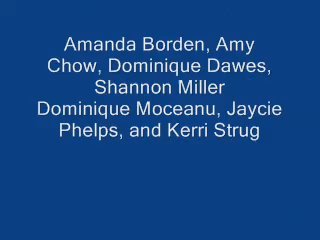 Amanda Borden, Amy
Chow, Dominique Dawes,
Shannon Miller
Dominique Moceanu, Jaycie
Phelps, and Kerri Strug